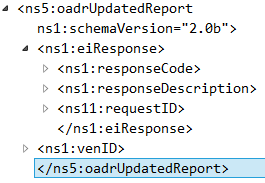 <ns5:oadrUpdatedReport
ns1:schemaVersion="2.0b">
<ns1:eiResponse>
<ns1:responseCode>
<ns1:responseDescription>
<ns11:requestID>
</ns1:eiResponse>
<ns1:venID>
</ns5:oadrUpdatedReport>